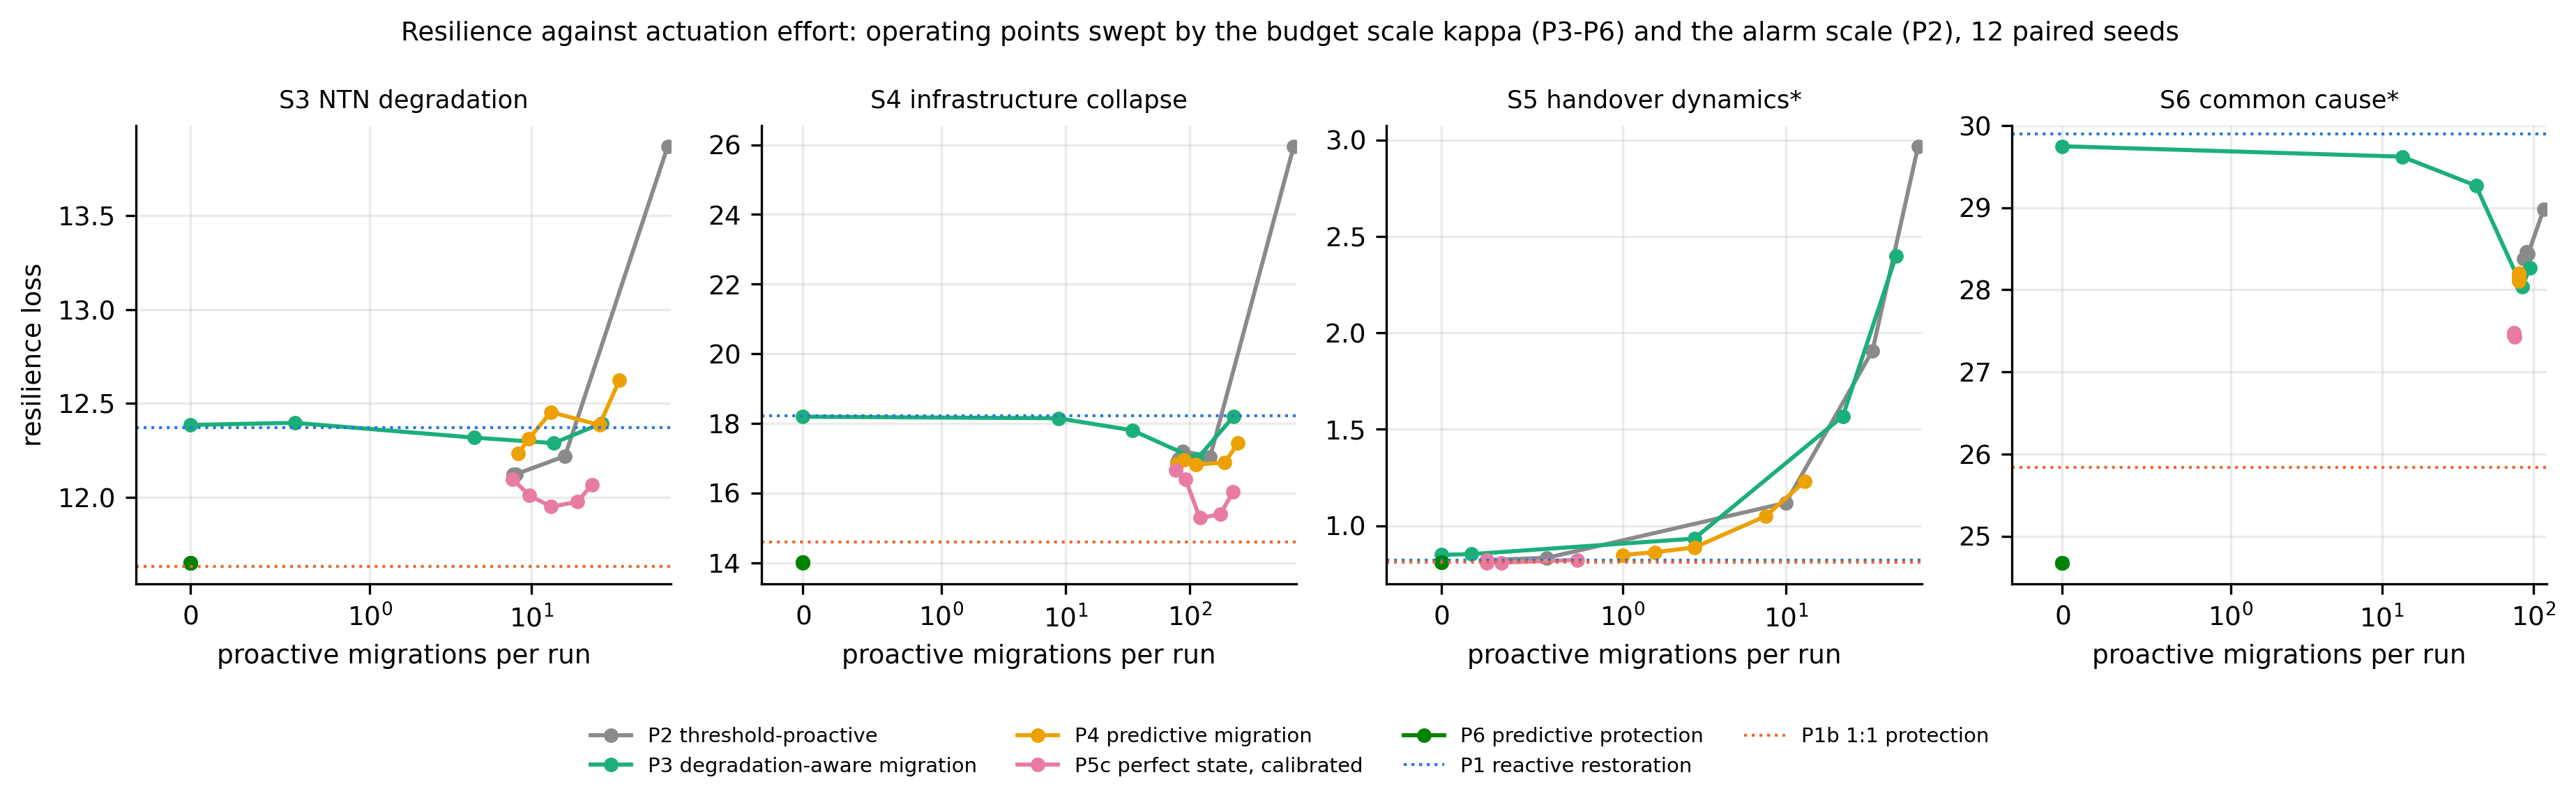 Resilience against actuation effort: operating points swept by the budget scale kappa (P3-P6) and the alarm scale (P2), 12 paired seeds
S3 NTN degradation
S4 infrastructure collapse
S5 handover dynamics*
S6 common cause*
resilience loss
13.5
13.0
12.5
12.0
0
10^0
10^1
proactive migrations per run
26
24
22
20
18
16
14
0
10^0
10^1
10^2
proactive migrations per run
3.0
2.5
2.0
1.5
1.0
0
10^0
10^1
proactive migrations per run
30
29
28
27
26
25
0
10^0
10^1
10^2
proactive migrations per run
P2 threshold-proactive
P3 degradation-aware migration
P4 predictive migration
P5c perfect state, calibrated
P6 predictive protection
P1 reactive restoration
P1b 1:1 protection